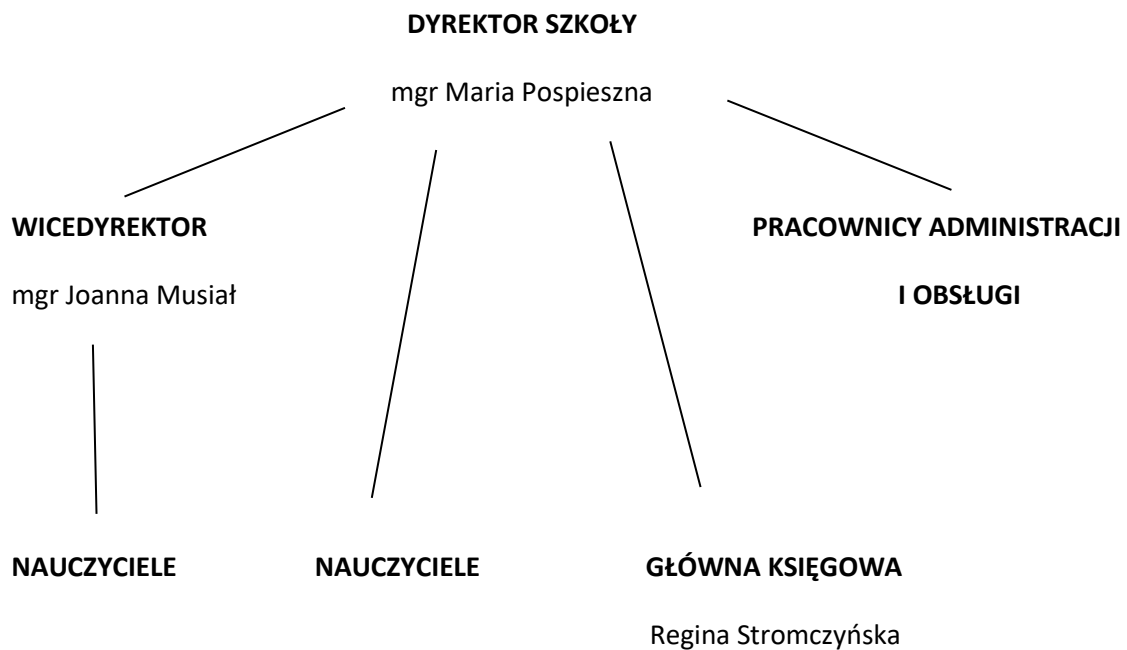 DYREKTOR SZKOŁY
mgr Maria Pospieszna
WICEDYREKTOR
mgr Joanna Musiał
PRACOWNICY ADMINISTRACJI
I OBSŁUGI
NAUCZYCIELE
NAUCZYCIELE
GŁÓWNA KSIĘGOWA
Regina Stromczyńska